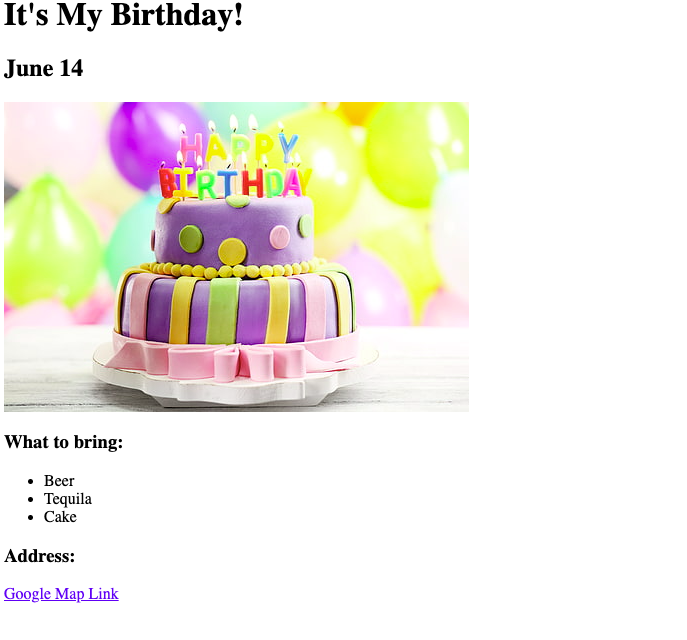 It's My Birthday!
June 14
HAPPY
BIRTHDAY
What to bring:
Beer
Tequila
Cake
Address:
Google Map Link